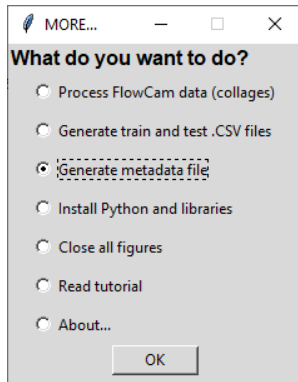 MORE...
What do you want to do?
Process FlowCam data (collages)
Generate train and test .CSV files
Generate metadata file
Install Python and libraries
Close all figures
Read tutorial
About...
OK